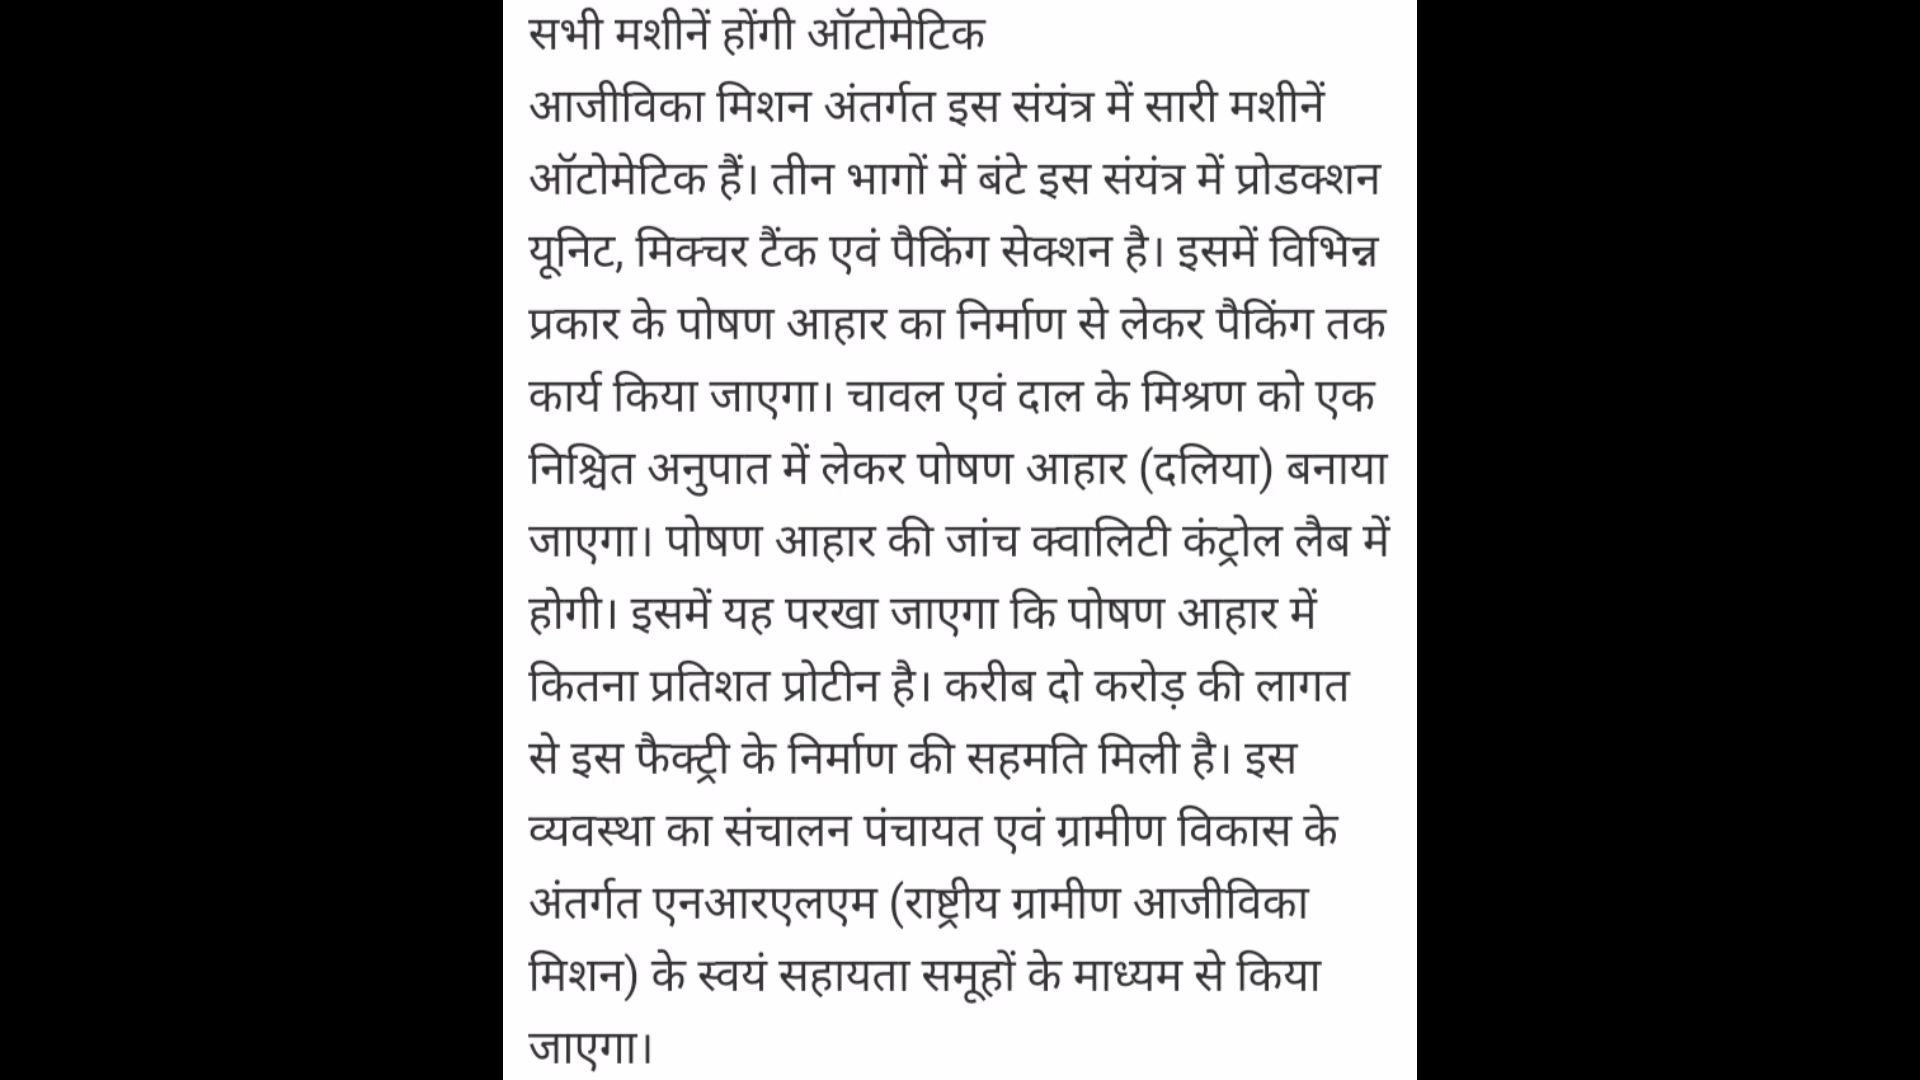 सभी मशीनें होंगी ऑटोमेटिक
आजीविका मिशन अंतर्गत इस संयंत्र में सारी मशीनें
ऑटोमेटिक हैं। तीन भागों में बंटे इस संयंत्र में प्रोडक्शन
यूनिट, मिक्चर टैंक एवं पैकिंग सेक्शन है। इसमें विभिन्न
प्रकार के पोषण आहार का निर्माण से लेकर पैकिंग तक
कार्य किया जाएगा। चावल एवं दाल के मिश्रण को एक
निश्चित अनुपात में लेकर पोषण आहार (दलिया) बनाया
जाएगा। पोषण आहार की जांच क्वालिटी कंट्रोल लैब में
होगी। इसमें यह परखा जाएगा कि पोषण आहार में
कितना प्रतिशत प्रोटीन है। करीब दो करोड़ की लागत
से इस फैक्ट्री के निर्माण की सहमति मिली है। इस
व्यवस्था का संचालन पंचायत एवं ग्रामीण विकास के
अंतर्गत एनआरएलएम (राष्ट्रीय ग्रामीण आजीविका
मिशन) के स्वयं सहायता समूहों के माध्यम से किया
जाएगा।